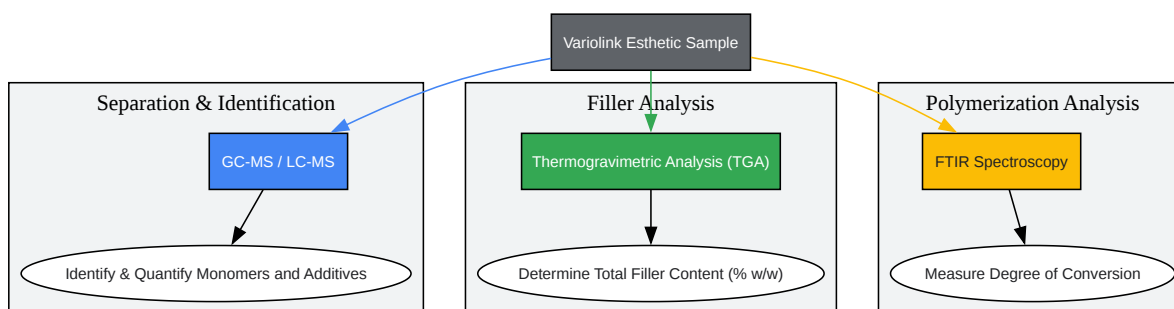 Variolink Esthetic Sample
Separation & Identification
Filler Analysis
Polymerization Analysis
GC-MS / LC-MS
Thermogravimetric Analysis (TGA)
FTIR Spectroscopy
Identify & Quantify Monomers and Additives
Determine Total Filler Content (% w/w)
Measure Degree of Conversion